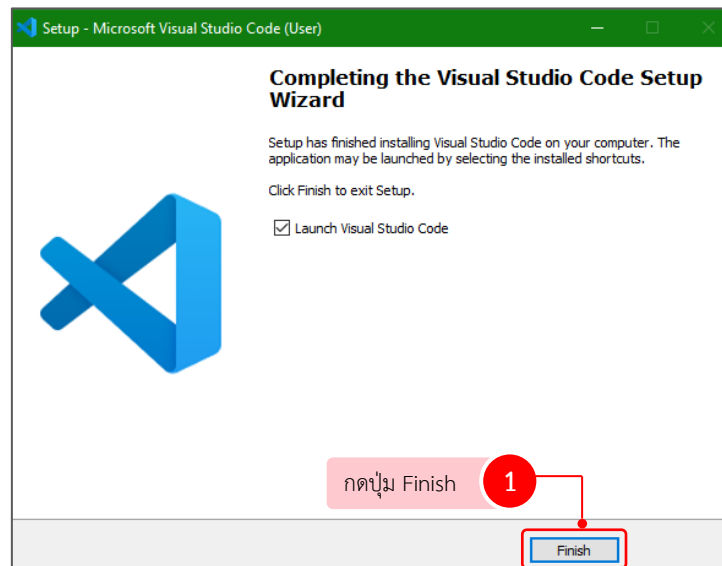 Setup - Microsoft Visual Studio Code (User)
Completing the Visual Studio Code Setup
Wizard
Setup has finished installing Visual Studio Code on your computer. The
application may be launched by selecting the installed shortcuts.
Click Finish to exit Setup.
Launch Visual Studio Code
กดปุ่ม Finish 1
Finish